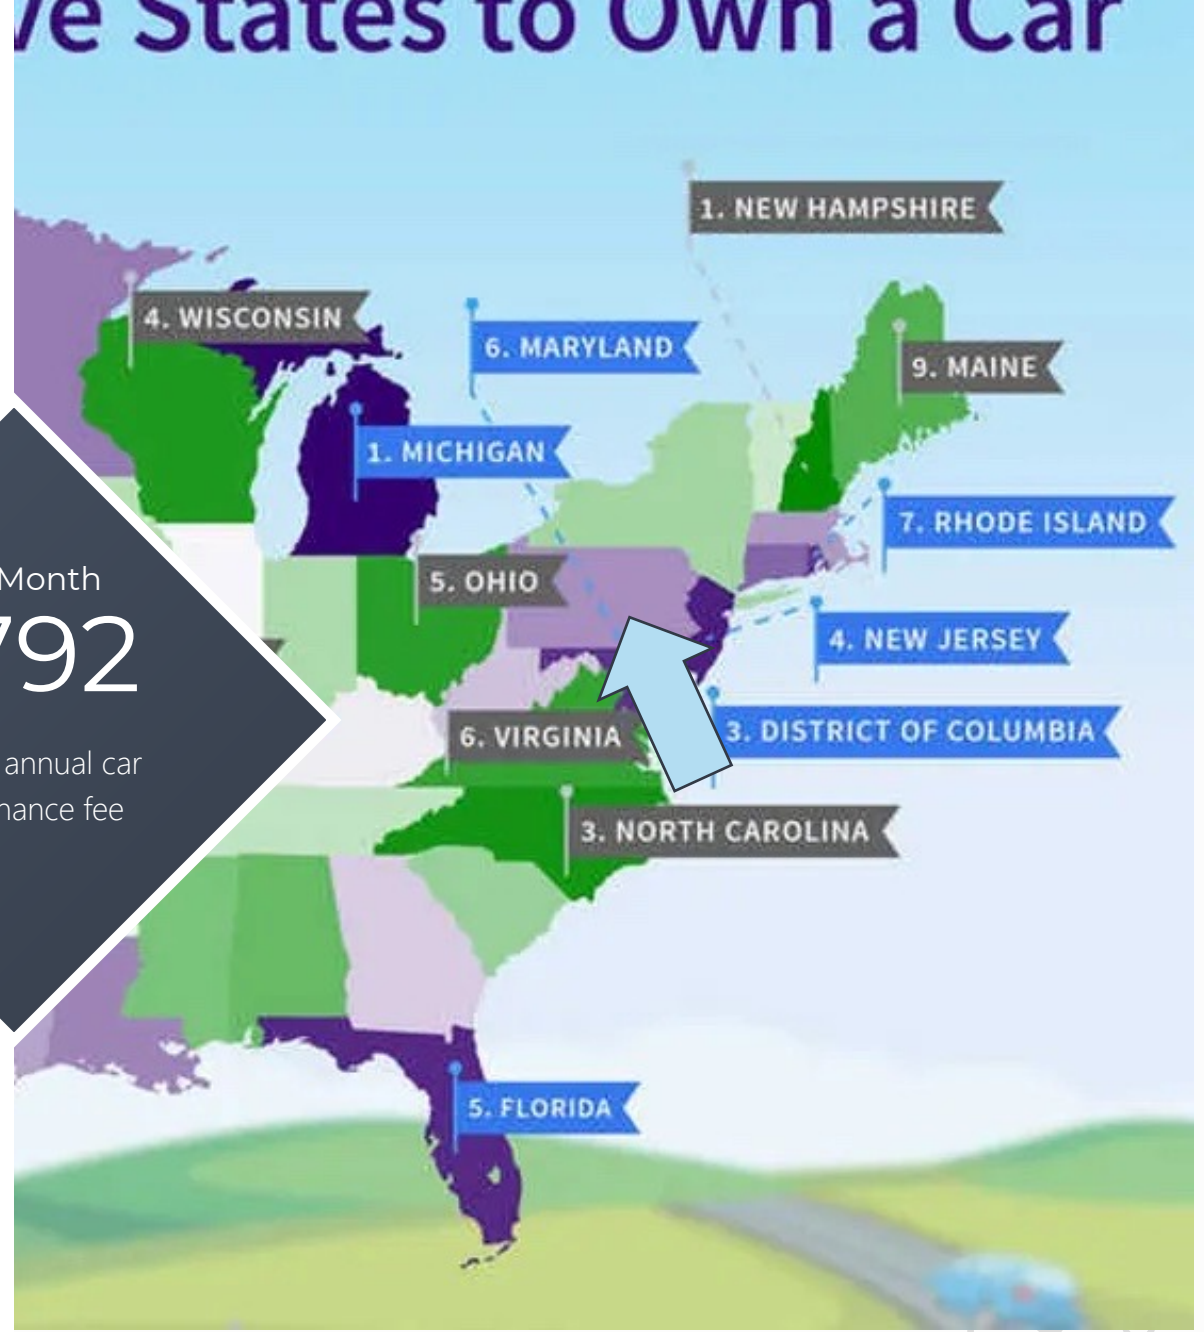 ve States to Own a Car
1. NEW HAMPSHIRE
4. WISCONSIN
6. MARYLAND
9. MAINE
1. MICHIGAN
7. RHODE ISLAND
5. OHIO
Month
792
4. NEW JERSEY
6. VIRGINIA
3. DISTRICT OF COLUMBIA
annual car
nance fee
3. NORTH CAROLINA
5. FLORIDA